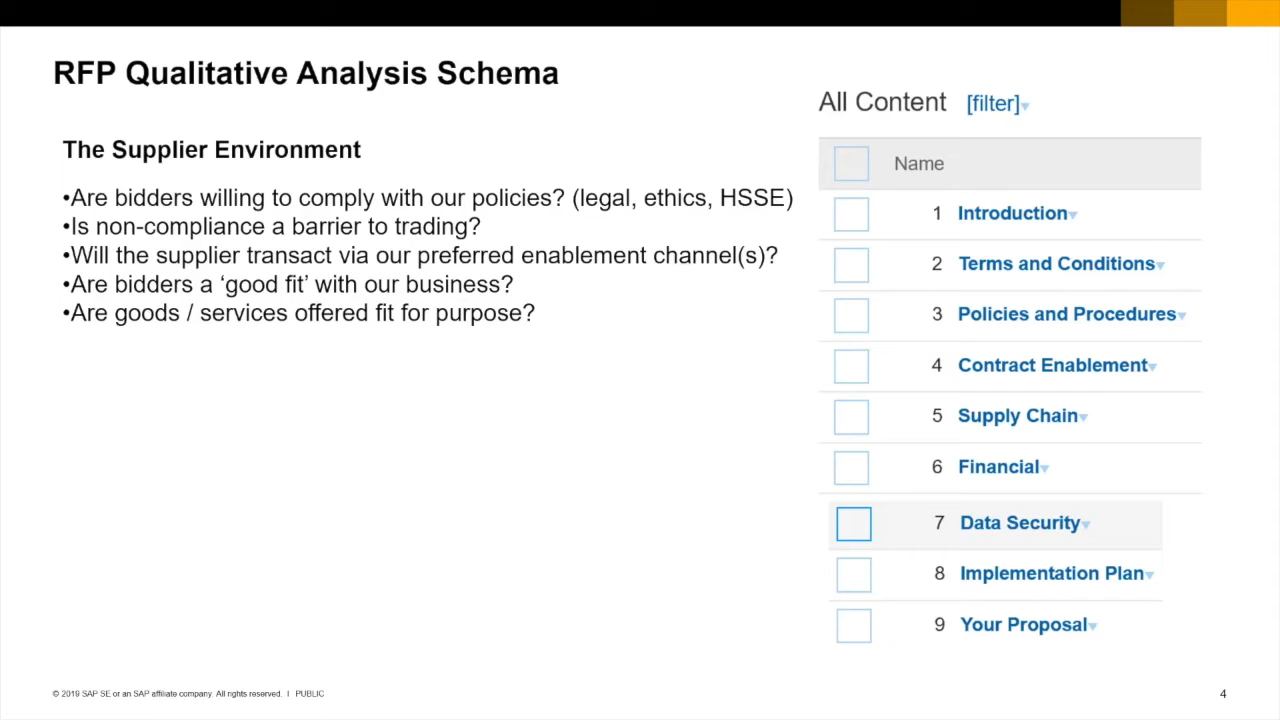 RFP Qualitative Analysis Schema
The Supplier Environment
•Are bidders willing to comply with our policies? (legal, ethics, HSSE)
•Is non-compliance a barrier to trading?
•Will the supplier transact via our preferred enablement channel(s)?
•Are bidders a ‘good fit’ with our business?
•Are goods / services offered fit for purpose?
All Content [filter]
Name
1 Introduction
2 Terms and Conditions
3 Policies and Procedures
4 Contract Enablement
5 Supply Chain
6 Financial
7 Data Security
8 Implementation Plan
9 Your Proposal
© 2019 SAP SE or an SAP affiliate company. All rights reserved. I PUBLIC
4